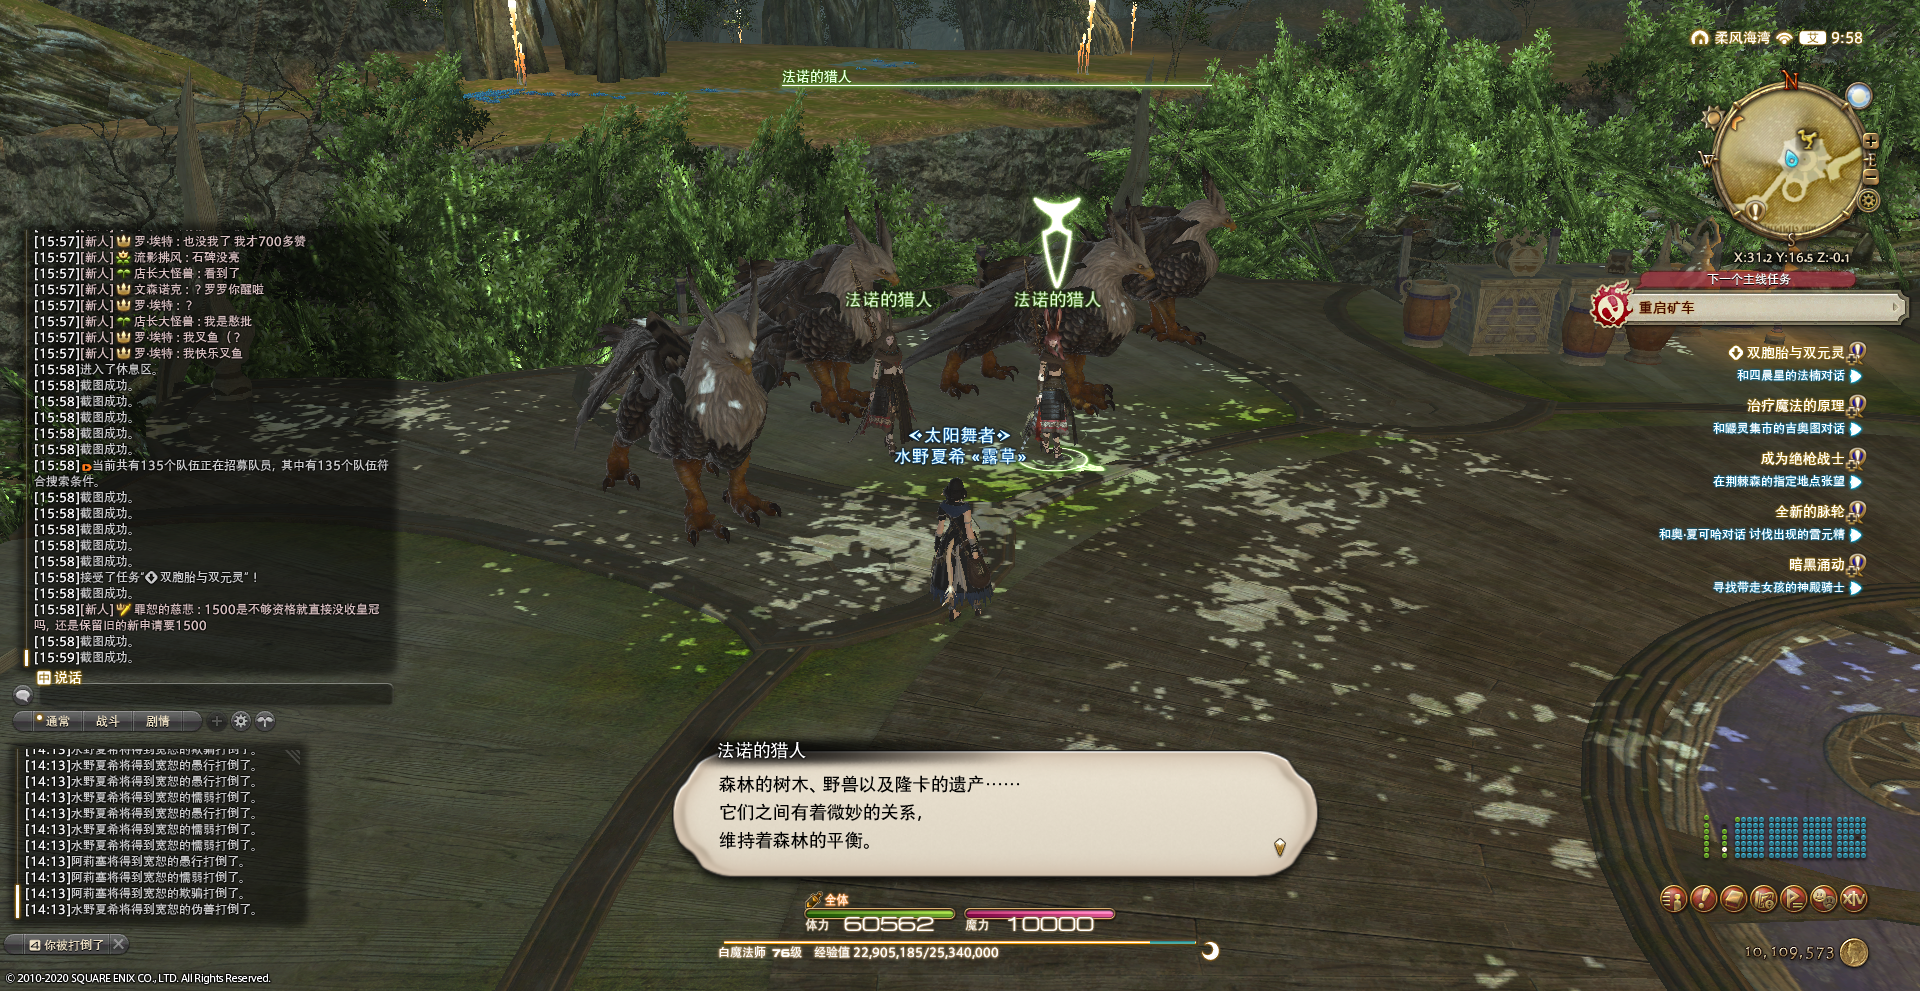 法诺的猎人
柔风海湾 艾 9:58
N
W
E
S
X:31.2 Y:16.5 Z:-0.1
下一个主线任务
重启矿车
双胞胎与双元灵
和四晨星的法楠对话
治疗魔法的原理
和鼹灵集市的吉奥图对话
成为绝枪战士
在荆棘森的指定地点张望
全新的脉轮
和奥·夏可哈对话 讨伐出现的雷元精
暗黑涌动
寻找带走女孩的神殿骑士
[15:57][新人]罗·埃特：也没我了 我才700多赞
[15:57][新人]流影拂风：石碑没亮
[15:57][新人]店长大怪兽：看到了
[15:57][新人]文森诺克：？罗罗你醒啦
[15:57][新人]罗·埃特：？
[15:57][新人]店长大怪兽：我是憨批
[15:57][新人]罗·埃特：我叉鱼（？
[15:57][新人]罗·埃特：我快乐叉鱼
[15:58]进入了休息区。
[15:58]截图成功。
[15:58]截图成功。
[15:58]截图成功。
[15:58]截图成功。
[15:58]截图成功。
[15:58]当前共有135个队伍正在招募队员, 其中有135个队伍符
合搜索条件。
[15:58]截图成功。
[15:58]截图成功。
[15:58]截图成功。
[15:58]截图成功。
[15:58]截图成功。
[15:58]接受了任务“双胞胎与双元灵”！
[15:58]截图成功。
[15:58][新人]罪恕的慈悲：1500是不够资格就直接没收皇冠
吗, 还是保留旧的新申请要1500
[15:58]截图成功。
[15:59]截图成功。
说话
通常 战斗 剧情
法诺的猎人
法诺的猎人
太阳舞者
水野夏希 «露草»
[14:13]水野夏希将得到宽恕的欺骗打倒了。
[14:13]水野夏希将得到宽恕的愚行打倒了。
[14:13]水野夏希将得到宽恕的愚行打倒了。
[14:13]水野夏希将得到宽恕的懦弱打倒了。
[14:13]水野夏希将得到宽恕的愚行打倒了。
[14:13]水野夏希将得到宽恕的懦弱打倒了。
[14:13]水野夏希将得到宽恕的懦弱打倒了。
[14:13]阿莉塞将得到宽恕的愚行打倒了。
[14:13]阿莉塞将得到宽恕的懦弱打倒了。
[14:13]阿莉塞将得到宽恕的欺骗打倒了。
[14:13]水野夏希将得到宽恕的伪善打倒了。
4 你被打倒了
© 2010-2020 SQUARE ENIX CO., LTD. All Rights Reserved.
法诺的猎人
森林的树木、野兽以及隆卡的遗产……
它们之间有着微妙的关系,
维持着森林的平衡。
全体
体力 60562 魔力 10000
白魔法师 76级 经验值 22,905,185/25,340,000
XIV
10,109,573